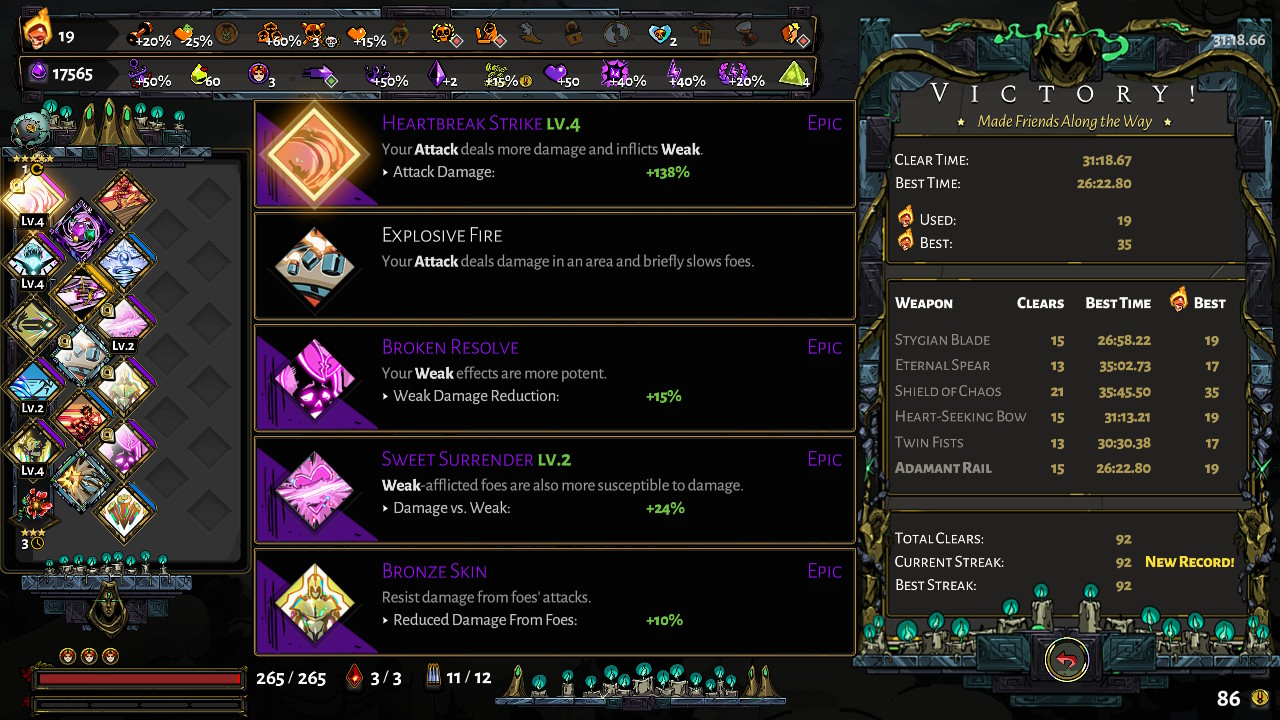 19
+20%
-25%
+60%
3
+15%
2
17565
+50%
60
3
+50%
+2
+15%
+50
+40%
+40%
+20%
4
1
Lv.4
Lv.4
Lv.2
Lv.2
Lv.4
3
Heartbreak Strike Lv.4
Epic
Your Attack deals more damage and inflicts Weak.
Attack Damage: +138%
Explosive Fire
Your Attack deals damage in an area and briefly slows foes.
Broken Resolve
Epic
Your Weak effects are more potent.
Weak Damage Reduction: +15%
Sweet Surrender Lv.2
Epic
Weak-afflicted foes are also more susceptible to damage.
Damage vs. Weak: +24%
Bronze Skin
Epic
Resist damage from foes' attacks.
Reduced Damage From Foes: +10%
265 / 265
3 / 3
11 / 12
31:18.66
Victory!
Made Friends Along the Way
Clear Time: 31:18.67
Best Time: 26:22.80
Used: 19
Best: 35
Weapon Clears Best Time Best
Stygian Blade 15 26:58.22 19
Eternal Spear 13 35:02.73 17
Shield of Chaos 21 35:45.50 35
Heart-Seeking Bow 15 31:13.21 19
Twin Fists 13 30:30.38 17
Adamant Rail 15 26:22.80 19
Total Clears: 92
Current Streak: 92 New Record!
Best Streak: 92
86